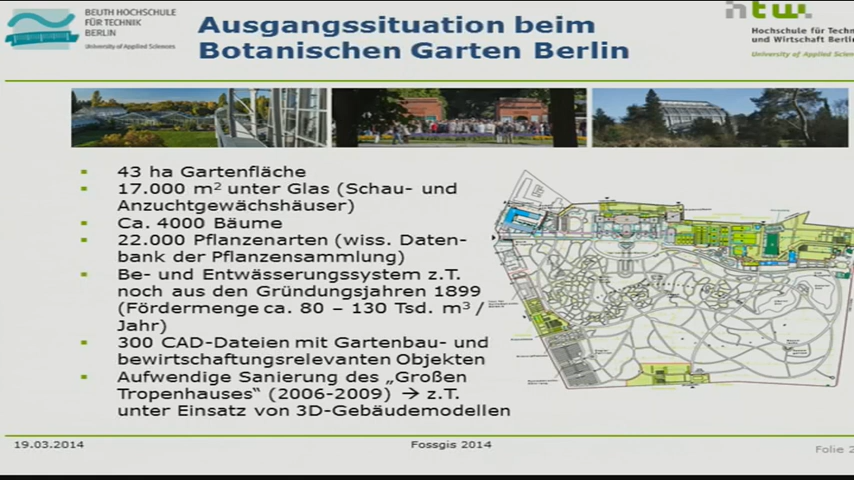 BEUTH HOCHSCHULE
FÜR TECHNIK
BERLIN
University of Applied Sciences
Ausgangssituation beim
Botanischen Garten Berlin
htw.
Hochschule für Techn
und Wirtschaft Berlin
University of Applied Scien
43 ha Gartenfläche
17.000 m² unter Glas (Schau- und
Anzuchtgewächshäuser)
Ca. 4000 Bäume
22.000 Pflanzenarten (wiss. Daten-
bank der Pflanzensammlung)
Be- und Entwässerungssystem z.T.
noch aus den Gründungsjahren 1899
(Fördermenge ca. 80 – 130 Tsd. m³ /
Jahr)
300 CAD-Dateien mit Gartenbau- und
bewirtschaftungsrelevanten Objekten
Aufwendige Sanierung des „Großen
Tropenhauses“ (2006-2009) → z.T.
unter Einsatz von 3D-Gebäudemodellen
19.03.2014
Fossgis 2014
Folie 2